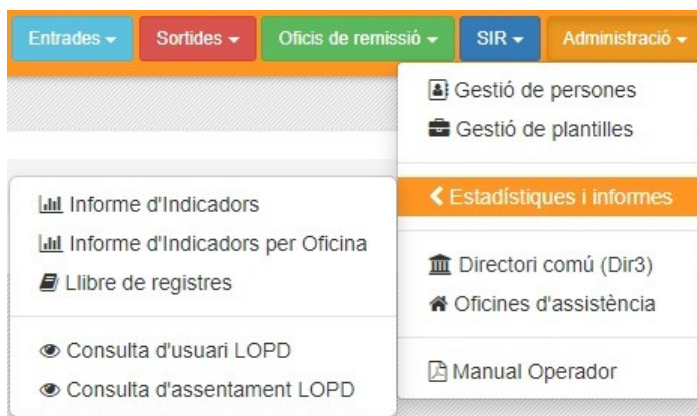 Entrades
Sortides
Oficis de remissió
SIR
Administració
Gestió de persones
Gestió de plantilles
Estadístiques i informes
Directori comú (Dir3)
Oficines d'assistència
Manual Operador
Informe d'Indicadors
Informe d'Indicadors per Oficina
Llibre de registres
Consulta d'usuari LOPD
Consulta d'assentament LOPD